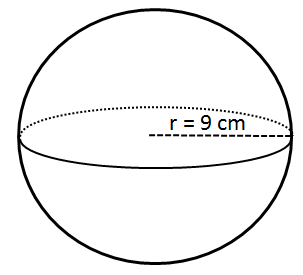 r = 9 cm